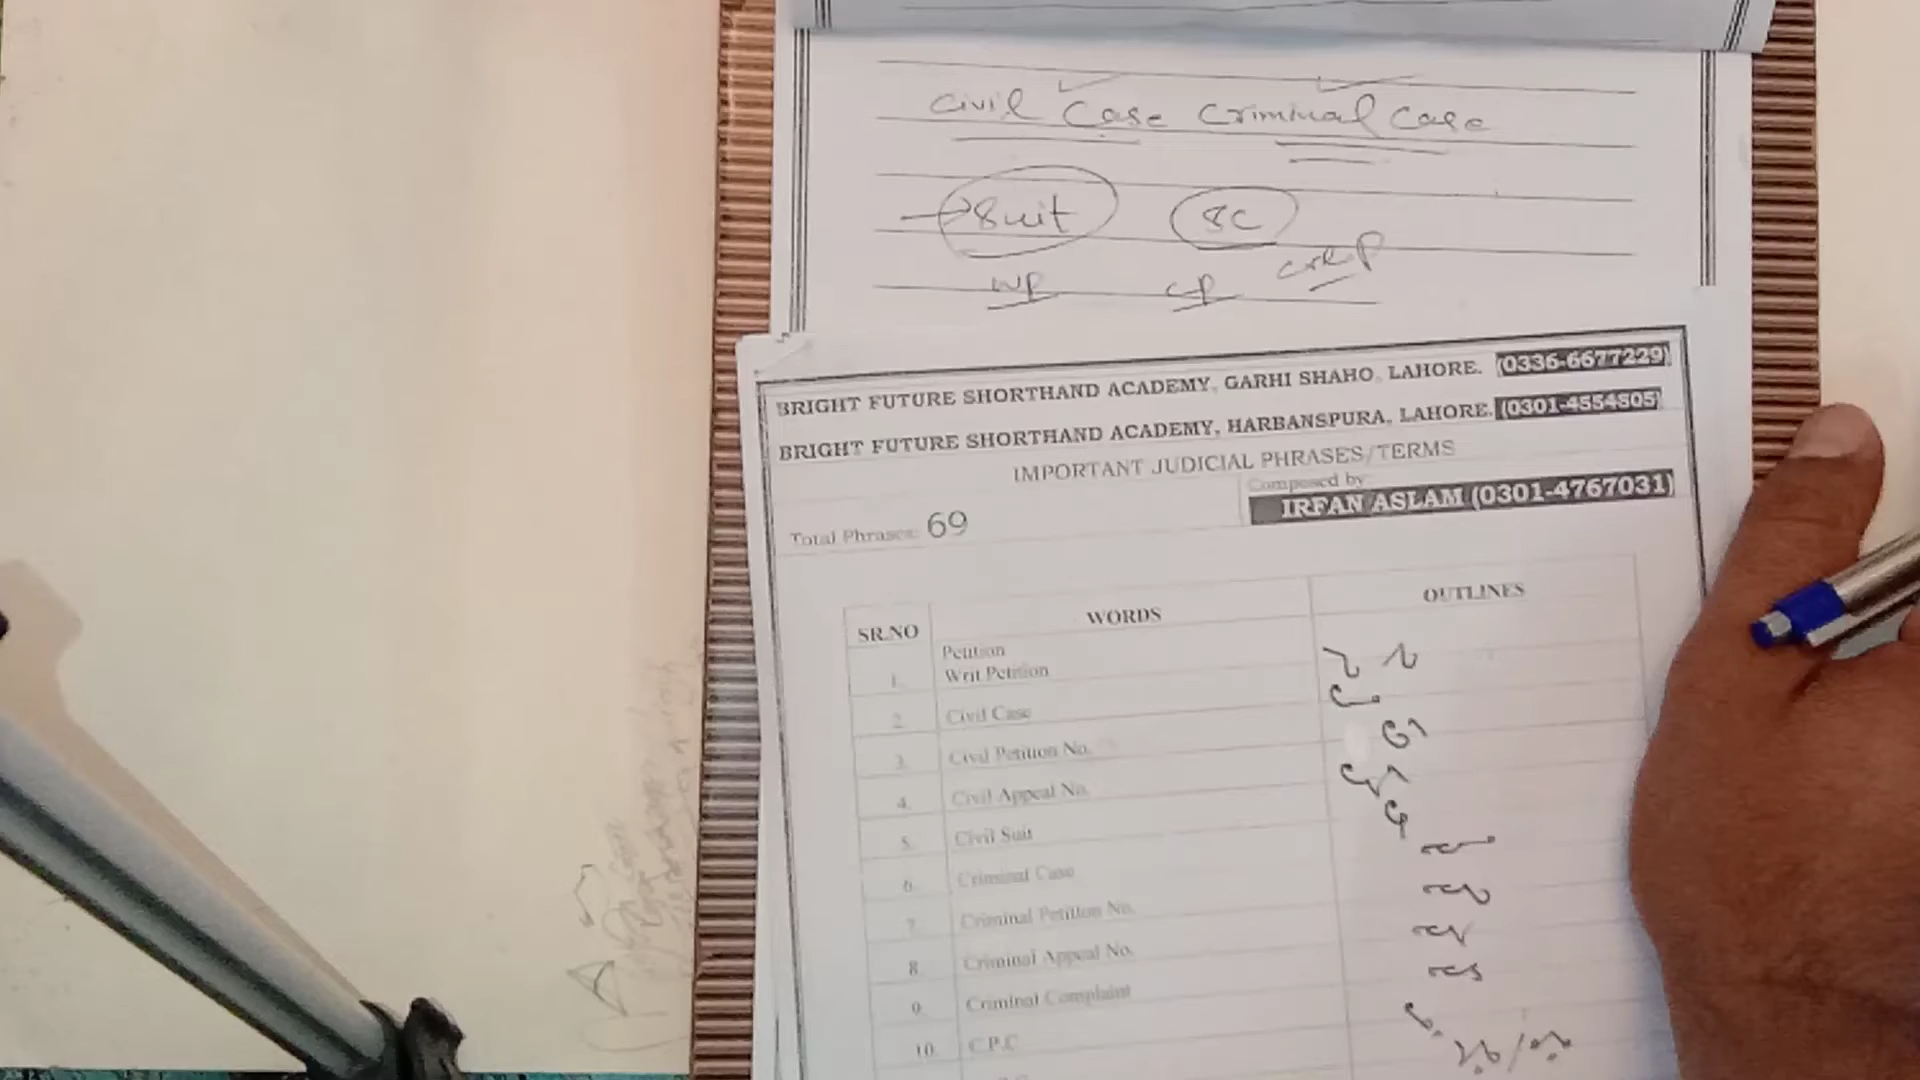 Civil Case Criminal Case
Suit SC
WP CP CrlP
BRIGHT FUTURE SHORTHAND ACADEMY, GARHI SHAHO, LAHORE. (0336-6677229)
BRIGHT FUTURE SHORTHAND ACADEMY, HARBANSPURA, LAHORE. (0301-4554805)
IMPORTANT JUDICIAL PHRASES/TERMS
Composed by:
Total Phrases: 69 IRFAN ASLAM (0301-4767031)
SR.NO WORDS OUTLINES
Petition
1. Writ Petition
2. Civil Case
3. Civil Petition No.
4. Civil Appeal No.
5. Civil Suit
6. Criminal Case
7. Criminal Petition No.
8. Criminal Appeal No.
9. Criminal Complaint
10. C.P.C